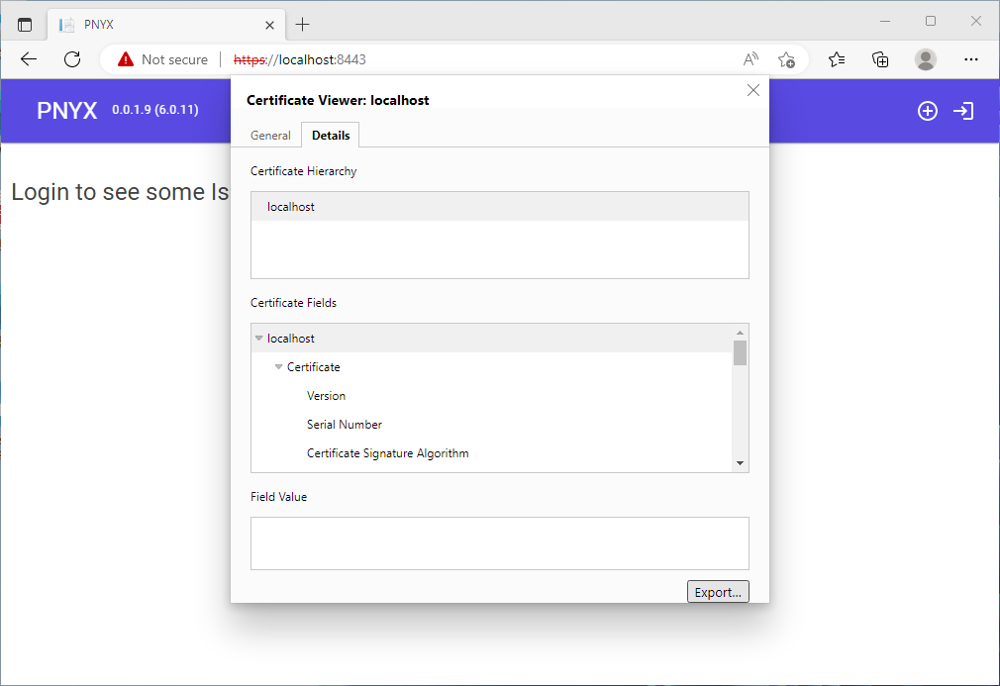 PNYX
Not secure
https://localhost:8443
PNYX 0.0.1.9 (6.0.11)
Login to see some Is
Certificate Viewer: localhost
General
Details
Certificate Hierarchy
localhost
Certificate Fields
localhost
Certificate
Version
Serial Number
Certificate Signature Algorithm
Field Value
Export...